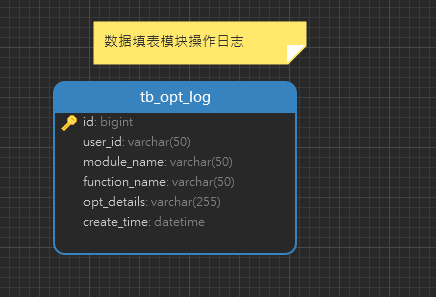 数据填表模块操作日志
tb_opt_log
id: bigint
user_id: varchar(50)
module_name: varchar(50)
function_name: varchar(50)
opt_details: varchar(255)
create_time: datetime